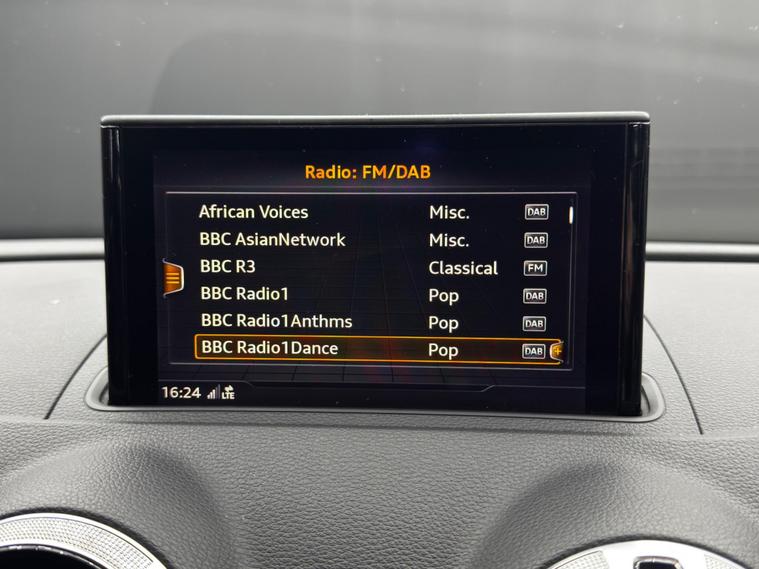 Radio: FM/DAB
African Voices Misc. DAB
BBC AsianNetwork Misc. DAB
BBC R3 Classical FM
BBC Radio1 Pop DAB
BBC Radio1Anthms Pop DAB
BBC Radio1Dance Pop DAB
16:24 LTE